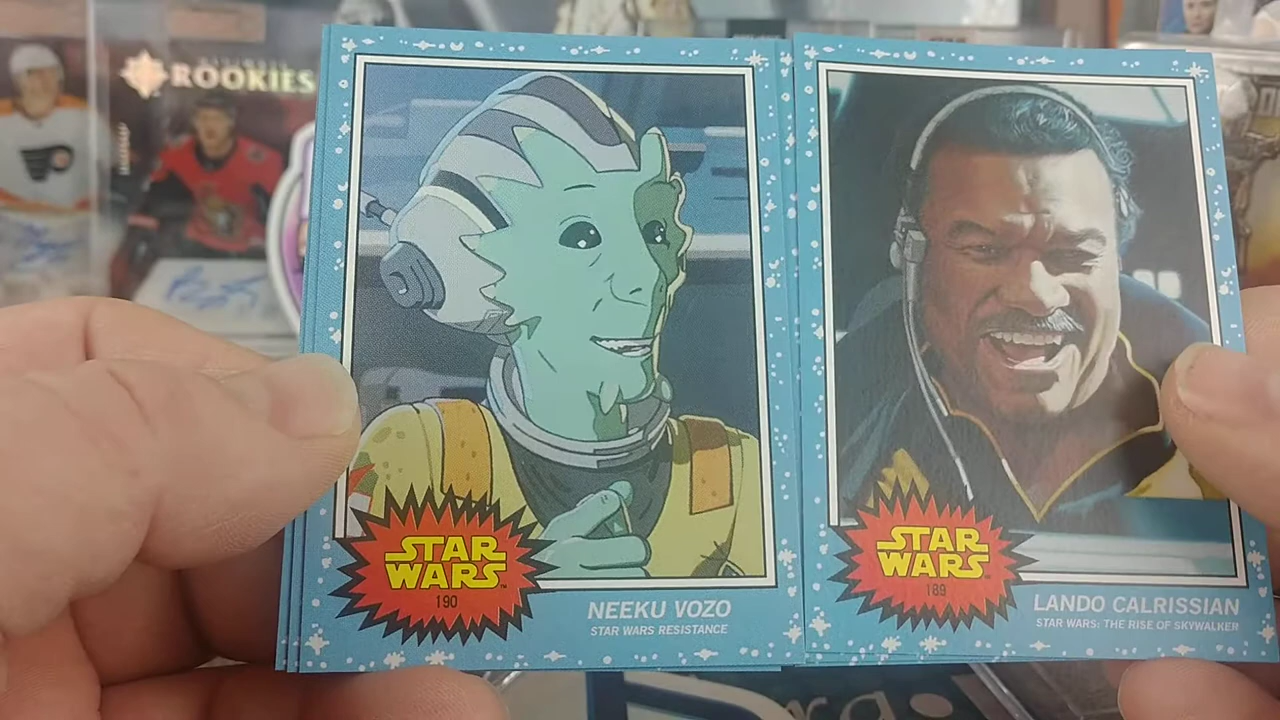 ROOKIES
STAR
WARS
190
NEEKU VOZO
STAR WARS RESISTANCE
STAR
WARS
189
LANDO CALRISSIAN
STAR WARS: THE RISE OF SKYWALKER